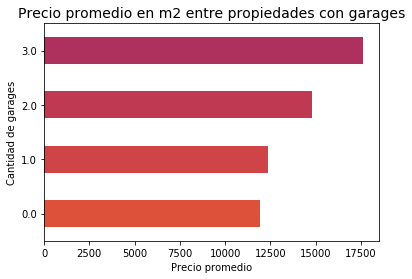 Precio promedio en m2 entre propiedades con garages
Cantidad de garages
3.0
2.0
1.0
0.0
0 2500 5000 7500 10000 12500 15000 17500
Precio promedio